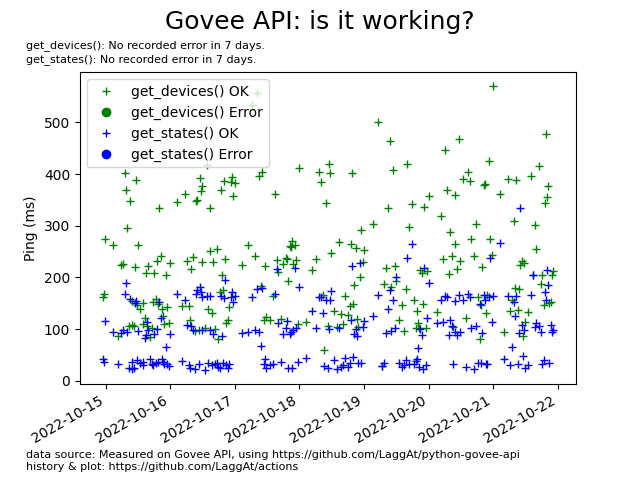 Govee API: is it working?
get_devices(): No recorded error in 7 days.
get_states(): No recorded error in 7 days.
get_devices() OK
get_devices() Error
get_states() OK
get_states() Error
Ping (ms)
500
400
300
200
100
0
2022-10-15
2022-10-16
2022-10-17
2022-10-18
2022-10-19
2022-10-20
2022-10-21
2022-10-22
data source: Measured on Govee API, using https://github.com/LaggAt/python-govee-api
history & plot: https://github.com/LaggAt/actions